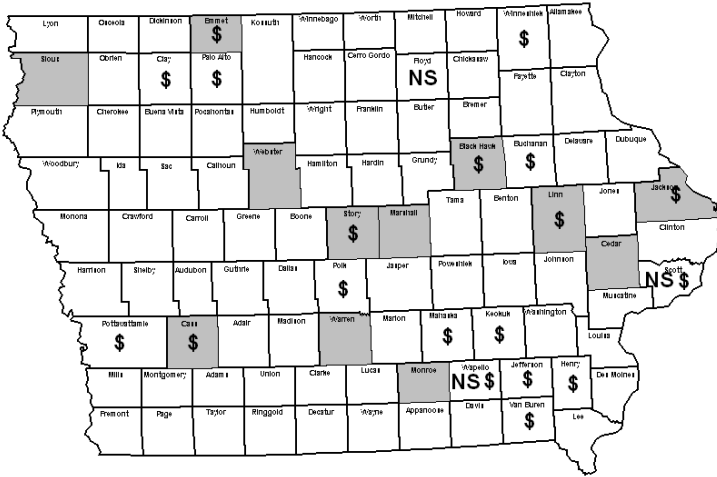 Lyon Osceola Dickinson Emmet Kossuth Winnebago Worth Mitchell Howard Winneshiek Allamakee
$ $
Sioux Obrien Clay Palo Alto Hancock Cerro Gordo Floyd Chickasaw
$ $ NS
Fayette Clayton
Plymouth Cherokee Buena Vista Pocahontas Humboldt Wright Franklin Butler Bremer
Woodbury Ida Sac Calhoun Webster Hamilton Hardin Grundy Black Hawk Buchanan Delaware Dubuque
$ $
Monona Crawford Carroll Greene Boone Story Marshall Tama Benton Linn Jones Jackson
$ $ $
Clinton
Harrison Shelby Audubon Guthrie Dallas Polk Jasper Poweshiek Iowa Johnson Cedar Scott
$ NS $
Muscatine
Pottawattamie Cass Adair Madison Warren Marion Mahaska Keokuk Washington
$ $ $ $
Louisa
Mills Montgomery Adams Union Clarke Lucas Monroe Wapello Jefferson Henry Des Moines
NS $ $ $
Fremont Page Taylor Ringgold Decatur Wayne Appanoose Davis Van Buren Lee
$